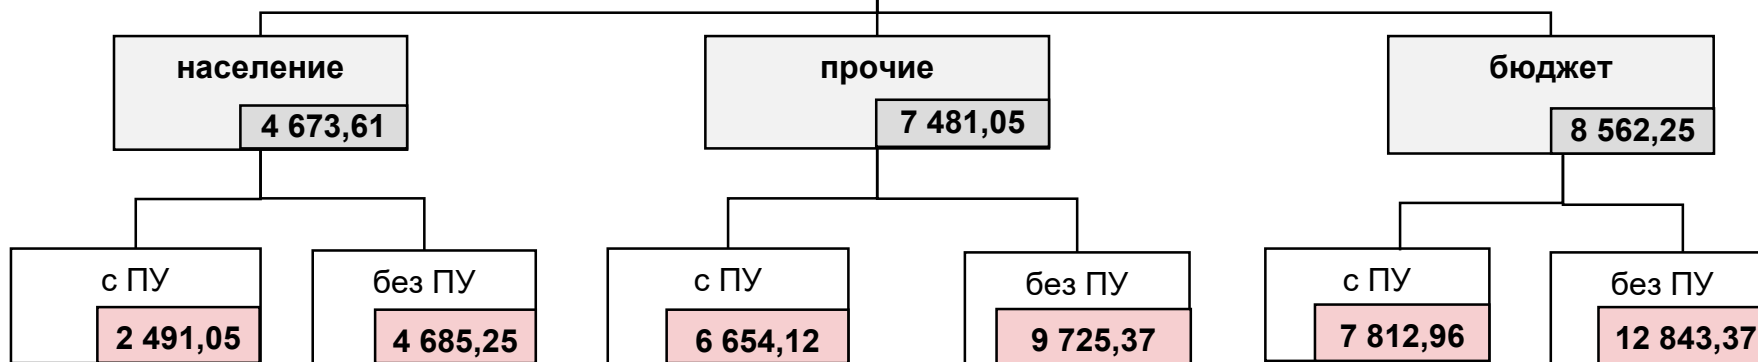 население
4 673,61
прочие
7 481,05
бюджет
8 562,25
с ПУ
2 491,05
без ПУ
4 685,25
с ПУ
6 654,12
без ПУ
9 725,37
с ПУ
7 812,96
без ПУ
12 843,37